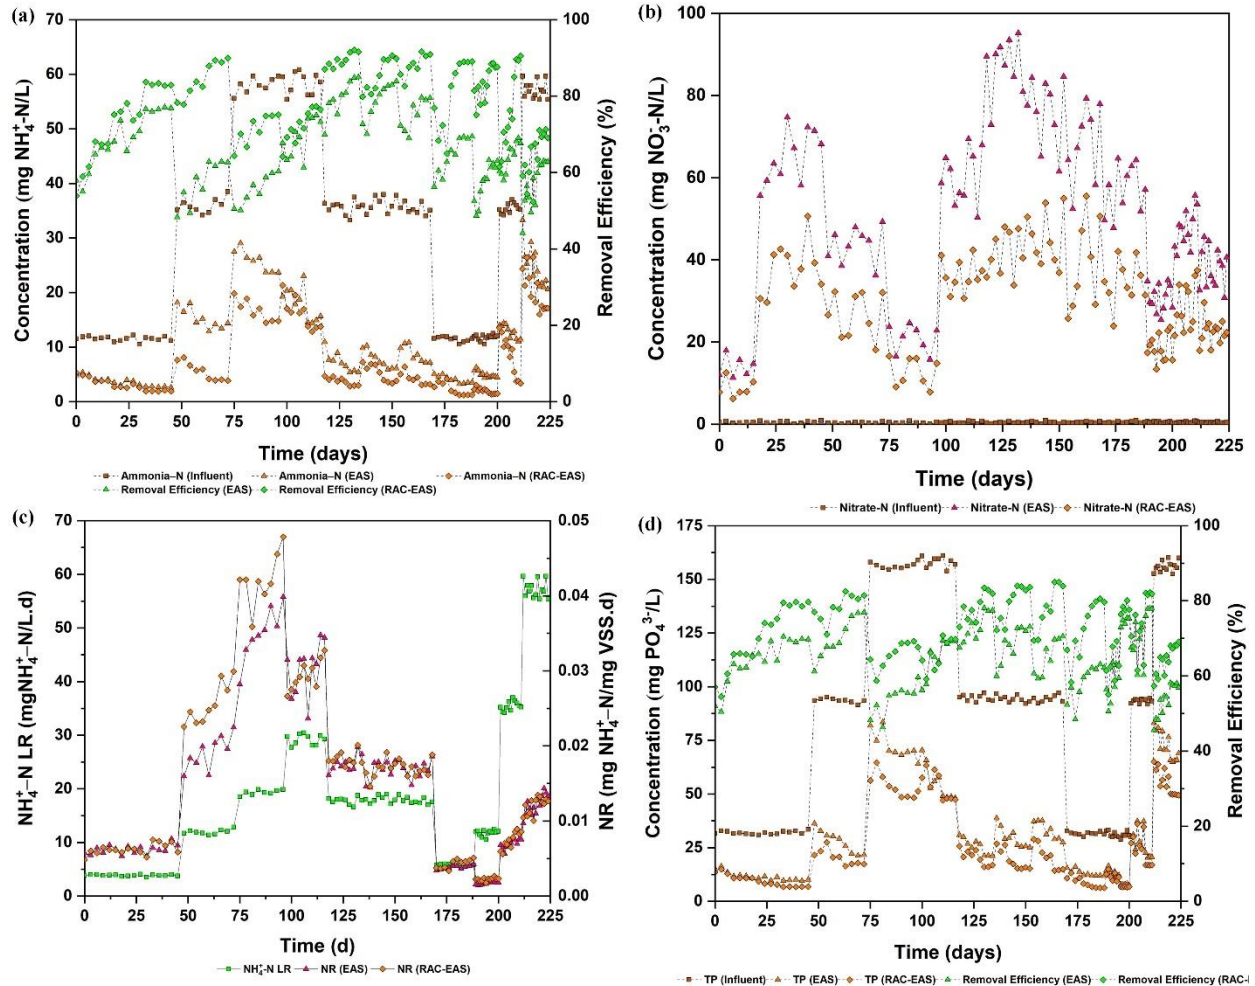 (a)
70
60
50
40
30
20
10
0
Concentration (mg NH₄⁺-N/L)
100
80
60
40
20
0
Removal Efficiency (%)
0 25 50 75 100 125 150 175 200 225
Time (days)
Ammonia–N (Influent) Ammonia–N (EAS) Ammonia–N (RAC-EAS)
Removal Efficiency (EAS) Removal Efficiency (RAC-EAS)
(b)
100
80
60
40
20
0
Concentration (mg NO₃⁻-N/L)
0 25 50 75 100 125 150 175 200 225
Time (days)
Nitrate-N (Influent) Nitrate-N (EAS) Nitrate-N (RAC-EAS)
(c)
70
60
50
40
30
20
10
0
NH₄⁺–N LR (mgNH₄⁺–N/L.d)
0.05
0.04
0.03
0.02
0.01
0.00
NR (mg NH₄⁺–N/mg VSS.d)
0 25 50 75 100 125 150 175 200 225
Time (d)
NH₄⁺-N LR NR (EAS) NR (RAC-EAS)
(d)
175
150
125
100
75
50
25
0
Concentration (mg PO₄³⁻/L)
100
80
60
40
20
0
Removal Efficiency (%)
0 25 50 75 100 125 150 175 200 225
Time (days)
TP (Influent) TP (EAS) TP (RAC-EAS) Removal Efficiency (EAS) Removal Efficiency (RAC-E